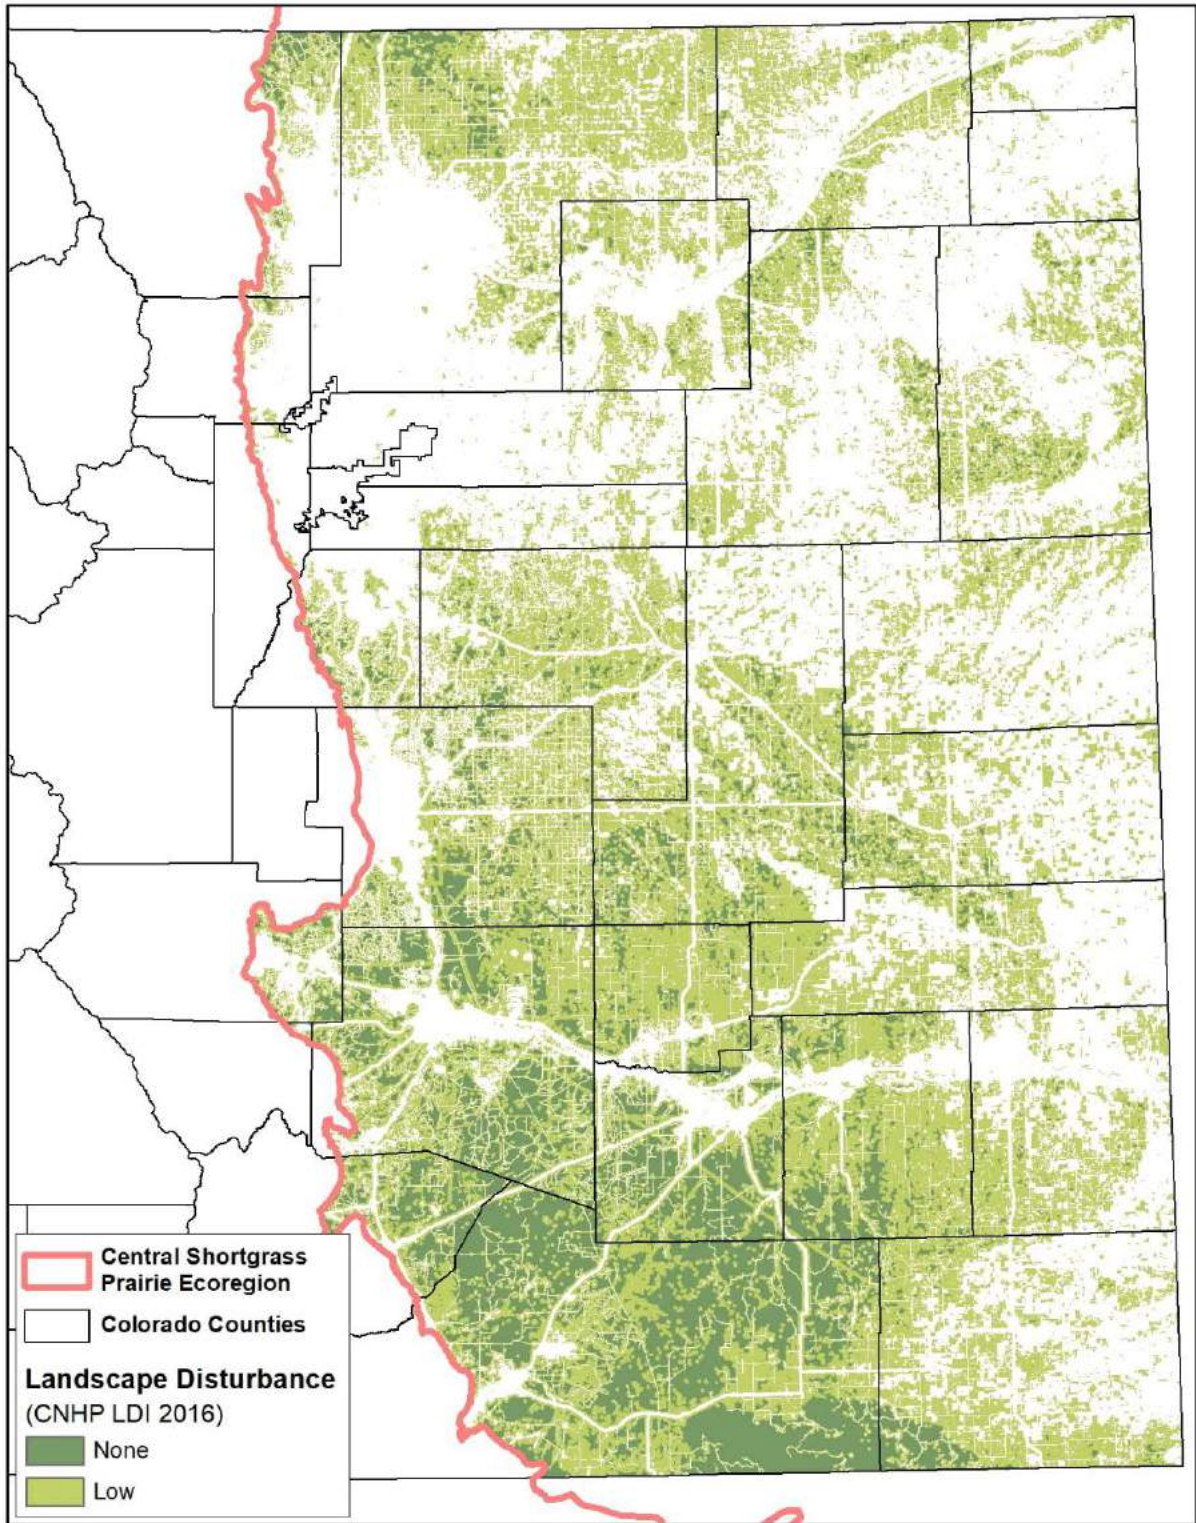 Central Shortgrass
Prairie Ecoregion
Colorado Counties
Landscape Disturbance
(CNHP LDI 2016)
None
Low